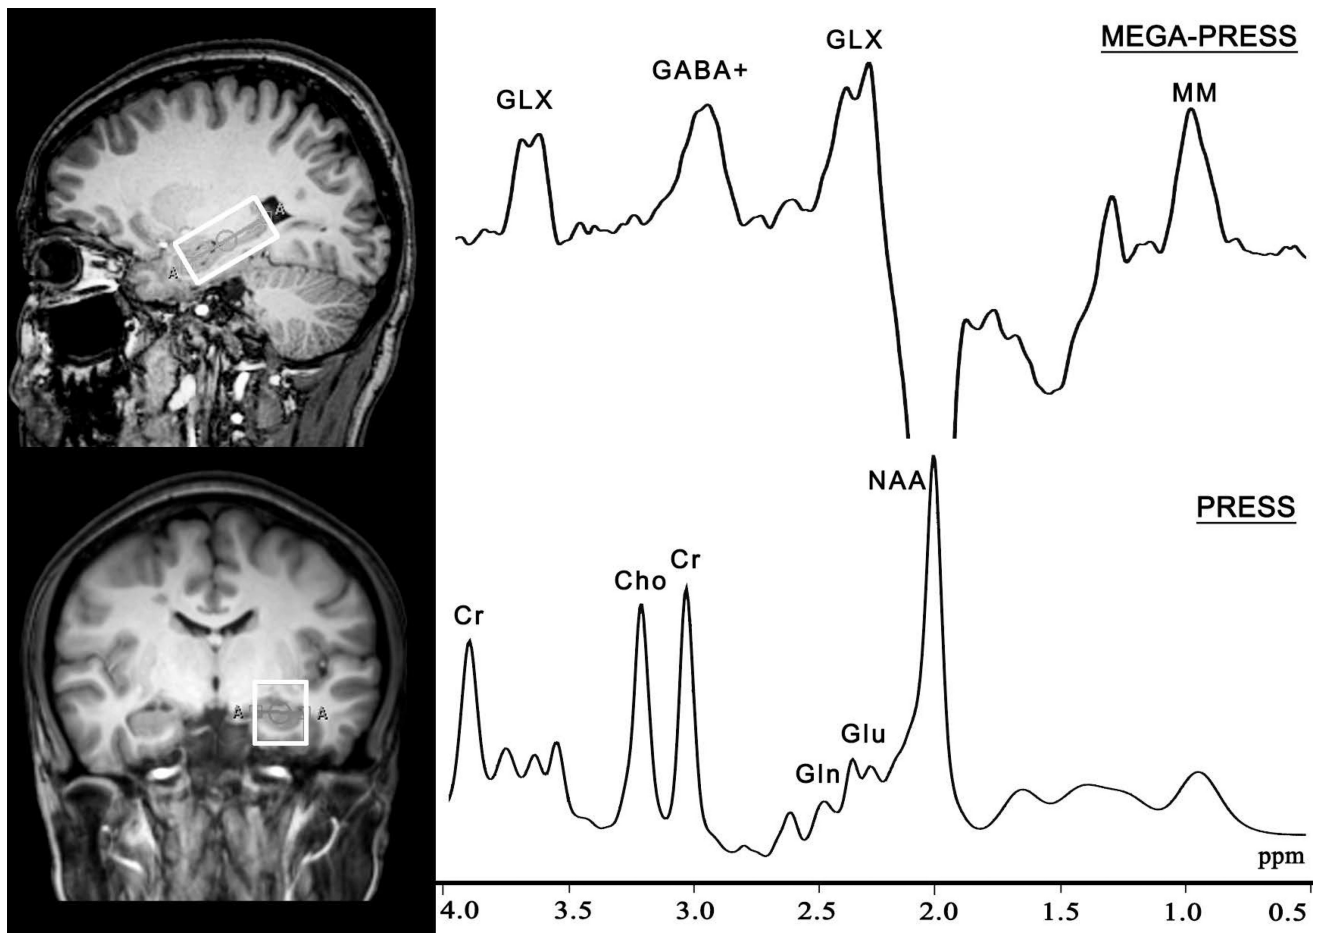 MEGA-PRESS
GLX
GABA+
GLX
MM
A
A
NAA
PRESS
Cr
Cho
Cr
Glu
Gln
A
A
ppm
4.0 3.5 3.0 2.5 2.0 1.5 1.0 0.5